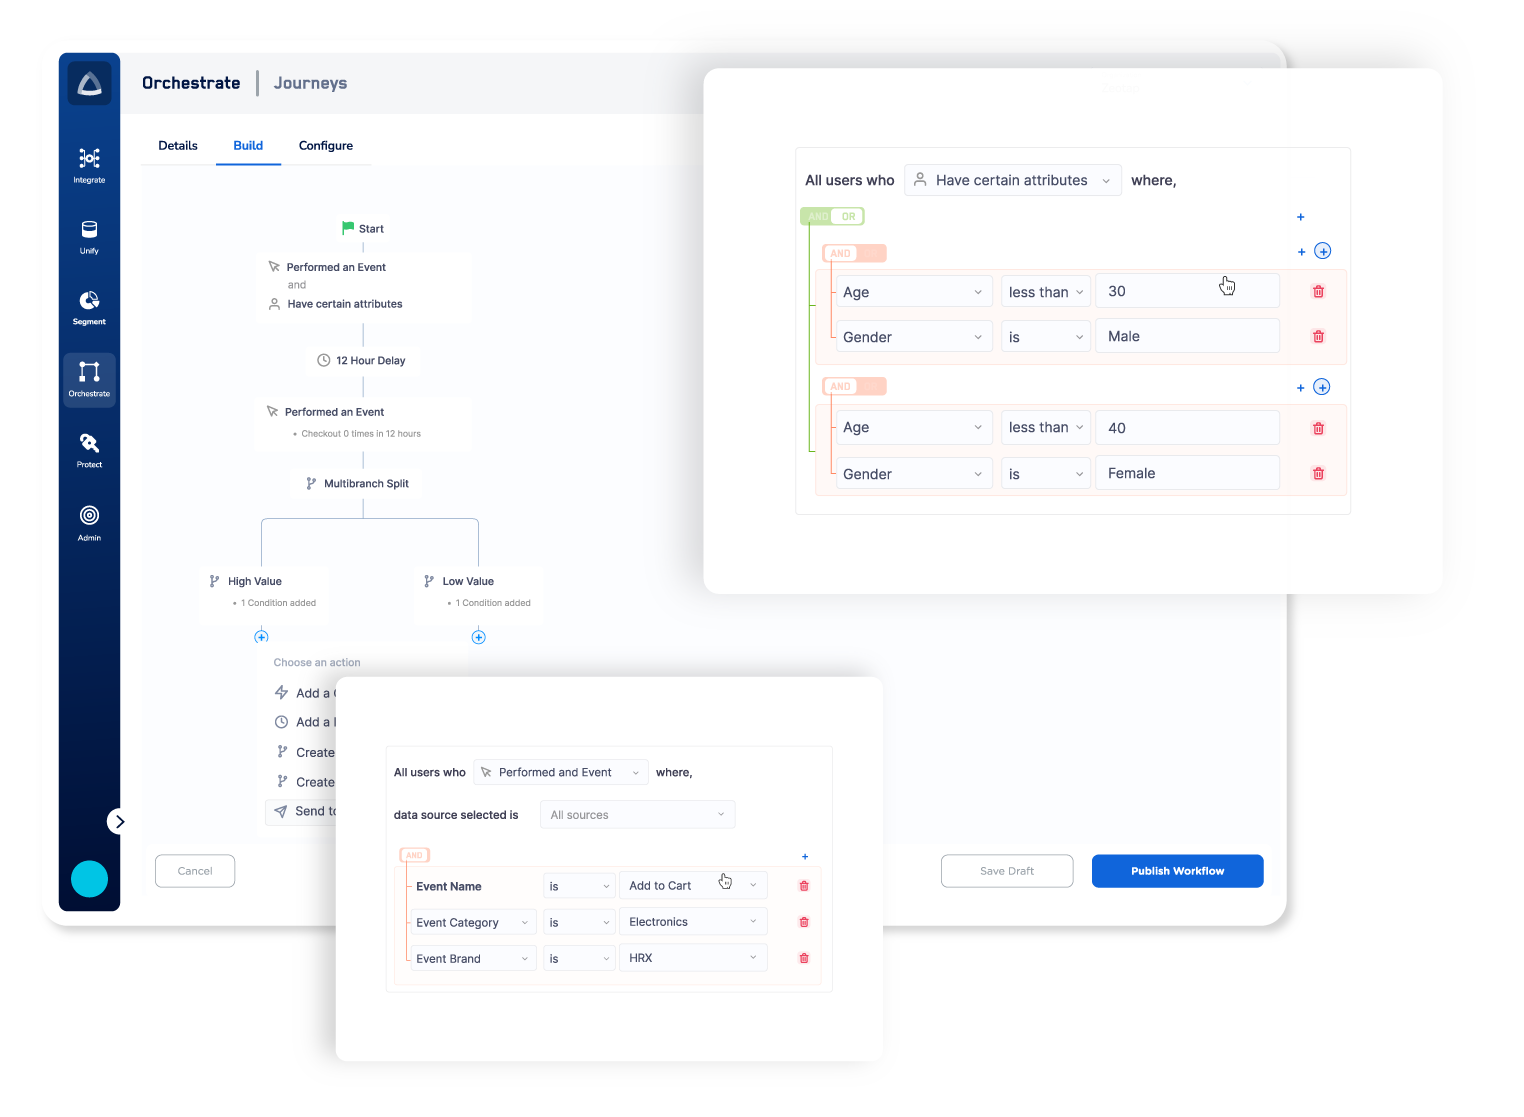 Orchestrate | Journeys
Integrate
Unify
Segment
Orchestrate
Protect
Admin
Details Build Configure
Start
Performed an Event
and
Have certain attributes
12 Hour Delay
Performed an Event
• Checkout 0 times in 12 hours
Multibranch Split
High Value
• 1 Condition added
Low Value
• 1 Condition added
Choose an action
Add a
Add a
Create
Create
Send to
Cancel
Save Draft
Publish Workflow
All users who Have certain attributes where,
AND OR
AND
Age less than 30
Gender is Male
AND
Age less than 40
Gender is Female
All users who Performed and Event where,
data source selected is All sources
AND
Event Name is Add to Cart
Event Category is Electronics
Event Brand is HRX